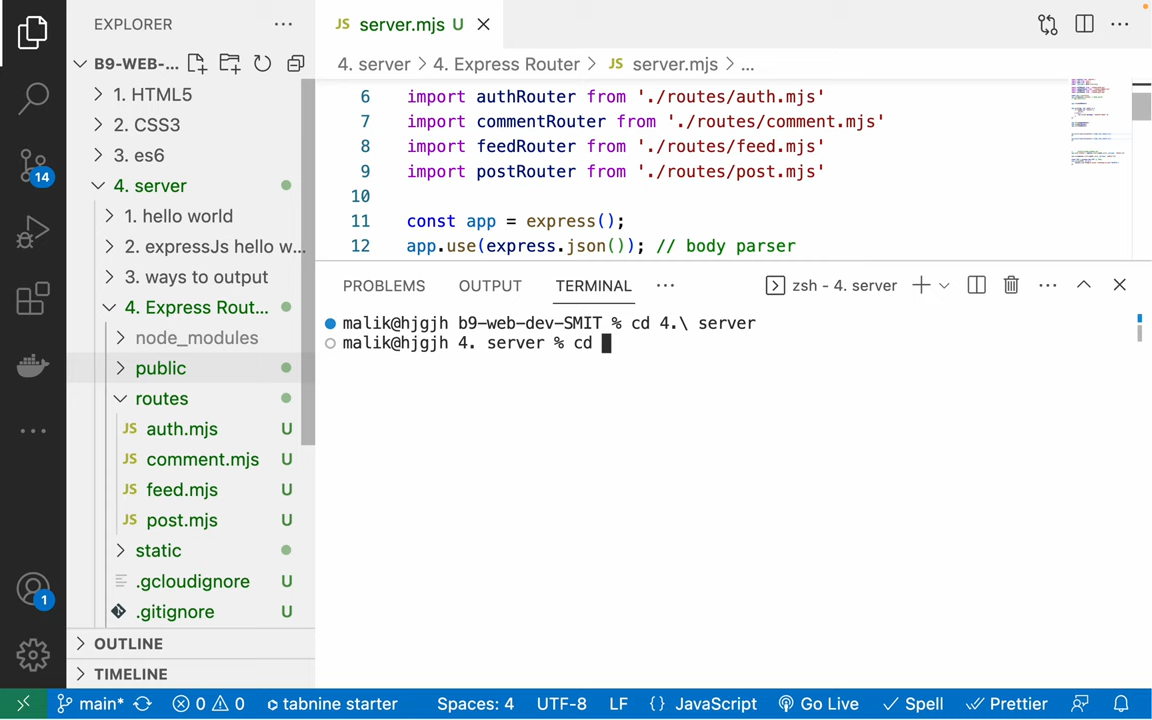 EXPLORER
B9-WEB-...
1. HTML5
2. CSS3
3. es6
4. server
1. hello world
2. expressJs hello w...
3. ways to output
4. Express Rout...
node_modules
public
routes
JS auth.mjs U
JS comment.mjs U
JS feed.mjs U
JS post.mjs U
static
.gcloudignore U
.gitignore U
OUTLINE
TIMELINE
14
1
JS server.mjs U
4. server > 4. Express Router > JS server.mjs > ...
6 import authRouter from './routes/auth.mjs'
7 import commentRouter from './routes/comment.mjs'
8 import feedRouter from './routes/feed.mjs'
9 import postRouter from './routes/post.mjs'
10
11 const app = express();
12 app.use(express.json()); // body parser
PROBLEMS OUTPUT TERMINAL ... zsh - 4. server
malik@hjgjh b9-web-dev-SMIT % cd 4.\ server
malik@hjgjh 4. server % cd
main* 0 0 tabnine starter Spaces: 4 UTF-8 LF {} JavaScript Go Live Spell Prettier